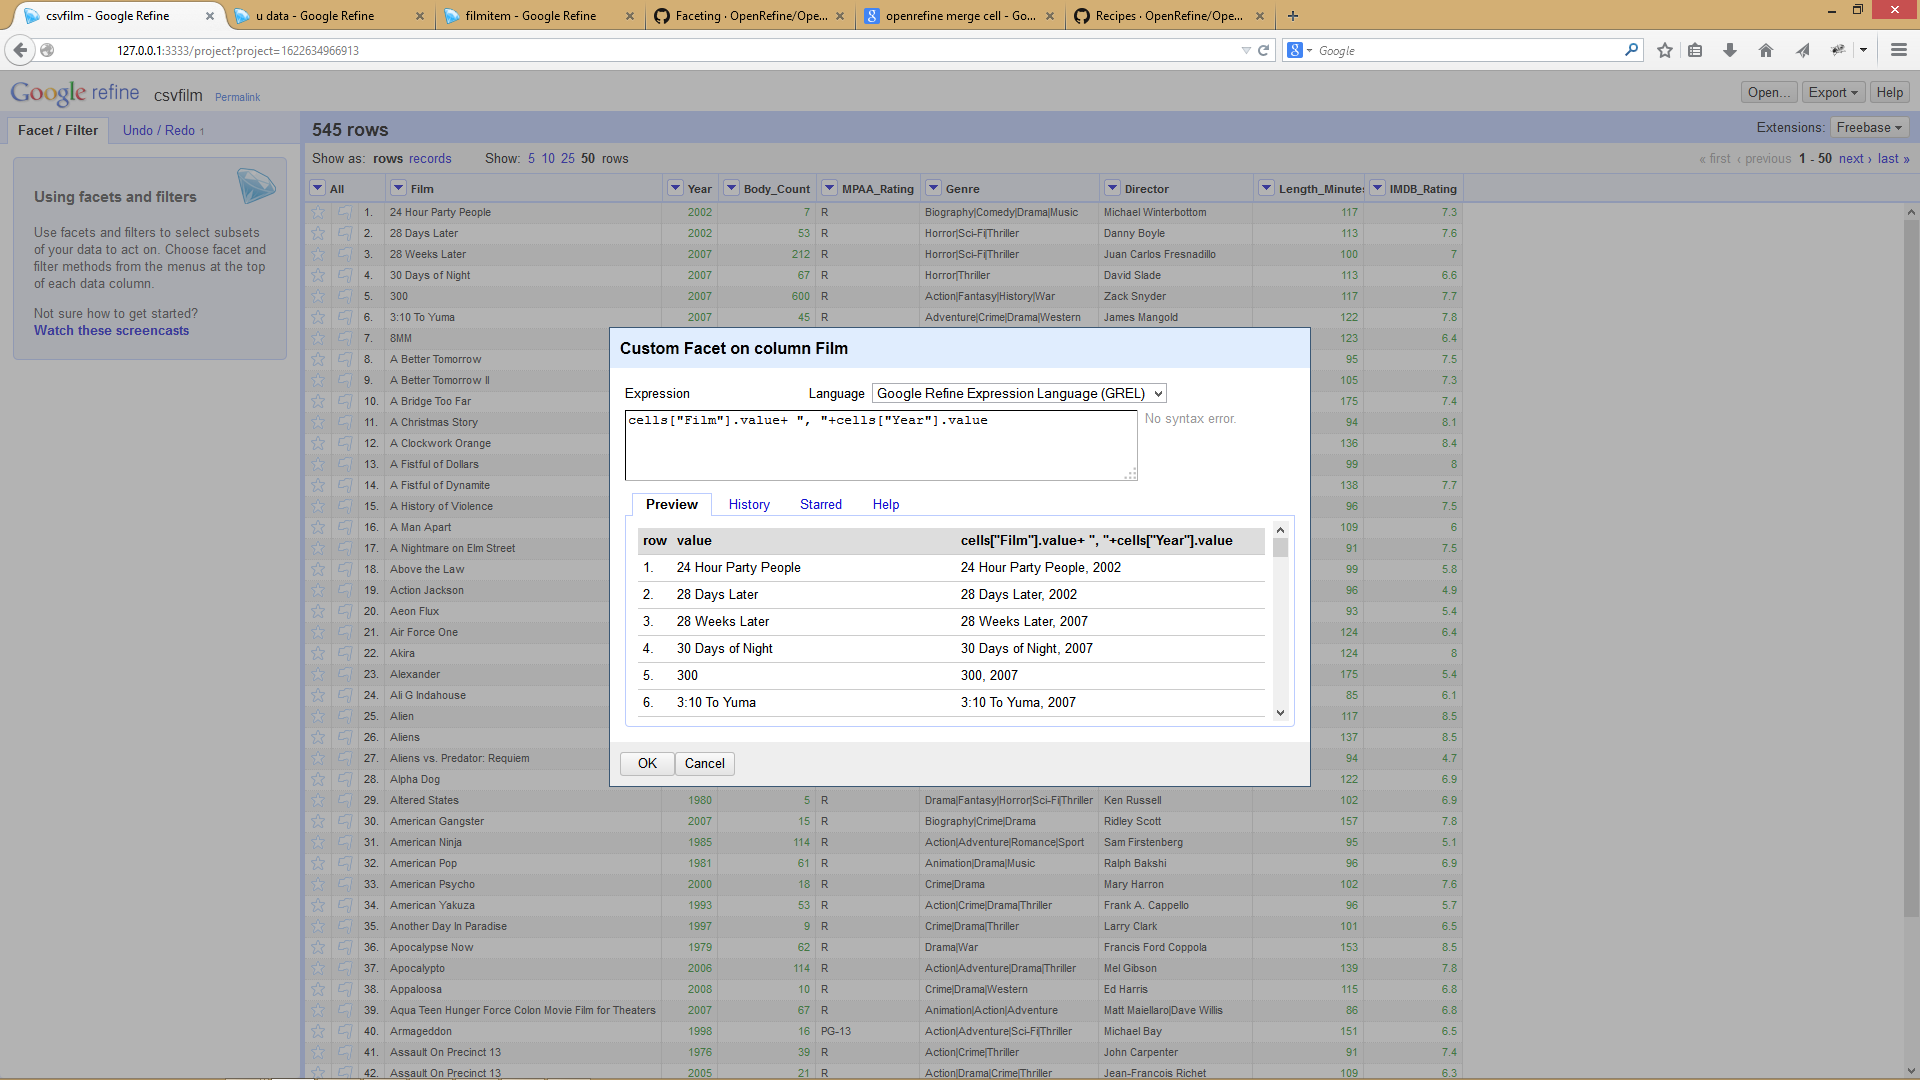 csvfilm - Google Refine
u data - Google Refine
filmitem - Google Refine
Faceting · OpenRefine/Ope...
openrefine merge cell - Go...
Recipes · OpenRefine/Ope...
127.0.0.1:3333/project?project=1622634966913
Google
Google refine csvfilm Permalink
Open... Export Help
Facet / Filter Undo / Redo ↑
545 rows
Extensions: Freebase
Using facets and filters
Use facets and filters to select subsets
of your data to act on. Choose facet and
filter methods from the menus at the top
of each data column.
Not sure how to get started?
Watch these screencasts
Show as: rows records Show: 5 10 25 50 rows
« first ‹ previous 1 - 50 next › last »
All Film Year Body_Count MPAA_Rating Genre Director Length_Minutes IMDB_Rating
1. 24 Hour Party People 2002 7 R Biography|Comedy|Drama|Music Michael Winterbottom 117 7.3
2. 28 Days Later 2002 53 R Horror|Sci-Fi|Thriller Danny Boyle 113 7.6
3. 28 Weeks Later 2007 212 R Horror|Sci-Fi|Thriller Juan Carlos Fresnadillo 100 7
4. 30 Days of Night 2007 67 R Horror|Thriller David Slade 113 6.6
5. 300 2007 600 R Action|Fantasy|History|War Zack Snyder 117 7.7
6. 3:10 To Yuma 2007 45 R Adventure|Crime|Drama|Western James Mangold 122 7.8
7. 8MM 123 6.4
8. A Better Tomorrow 95 7.5
9. A Better Tomorrow II 105 7.3
10. A Bridge Too Far 175 7.4
11. A Christmas Story 94 8.1
12. A Clockwork Orange 136 8.4
13. A Fistful of Dollars 99 8
14. A Fistful of Dynamite 138 7.7
15. A History of Violence 96 7.5
16. A Man Apart 109 6
17. A Nightmare on Elm Street 91 7.5
18. Above the Law 99 5.8
19. Action Jackson 96 4.9
20. Aeon Flux 93 5.4
21. Air Force One 124 6.4
22. Akira 124 8
23. Alexander 175 5.4
24. Ali G Indahouse 85 6.1
25. Alien 117 8.5
26. Aliens 137 8.5
27. Aliens vs. Predator: Requiem 94 4.7
28. Alpha Dog 122 6.9
29. Altered States 1980 5 R Drama|Fantasy|Horror|Sci-Fi|Thriller Ken Russell 102 6.9
30. American Gangster 2007 15 R Biography|Crime|Drama Ridley Scott 157 7.8
31. American Ninja 1985 114 R Action|Adventure|Romance|Sport Sam Firstenberg 95 5.1
32. American Pop 1981 61 R Animation|Drama|Music Ralph Bakshi 96 6.9
33. American Psycho 2000 18 R Crime|Drama Mary Harron 102 7.6
34. American Yakuza 1993 53 R Action|Crime|Drama|Thriller Frank A. Cappello 96 5.7
35. Another Day In Paradise 1997 9 R Crime|Drama|Thriller Larry Clark 101 6.5
36. Apocalypse Now 1979 62 R Drama|War Francis Ford Coppola 153 8.5
37. Apocalypto 2006 114 R Action|Adventure|Drama|Thriller Mel Gibson 139 7.8
38. Appaloosa 2008 10 R Crime|Drama|Western Ed Harris 115 6.8
39. Aqua Teen Hunger Force Colon Movie Film for Theaters 2007 67 R Animation|Action|Adventure Matt Maiellaro|Dave Willis 86 6.8
40. Armageddon 1998 16 PG-13 Action|Adventure|Sci-Fi|Thriller Michael Bay 151 6.5
41. Assault On Precinct 13 1976 39 R Action|Crime|Thriller John Carpenter 91 7.4
42. Assault On Precinct 13 2005 21 R Action|Drama|Crime|Thriller Jean-Francois Richet 109 6.3
Custom Facet on column Film
Expression Language Google Refine Expression Language (GREL)
cells["Film"].value+ ", "+cells["Year"].value
No syntax error.
Preview History Starred Help
row value cells["Film"].value+ ", "+cells["Year"].value
1. 24 Hour Party People 24 Hour Party People, 2002
2. 28 Days Later 28 Days Later, 2002
3. 28 Weeks Later 28 Weeks Later, 2007
4. 30 Days of Night 30 Days of Night, 2007
5. 300 300, 2007
6. 3:10 To Yuma 3:10 To Yuma, 2007
OK Cancel